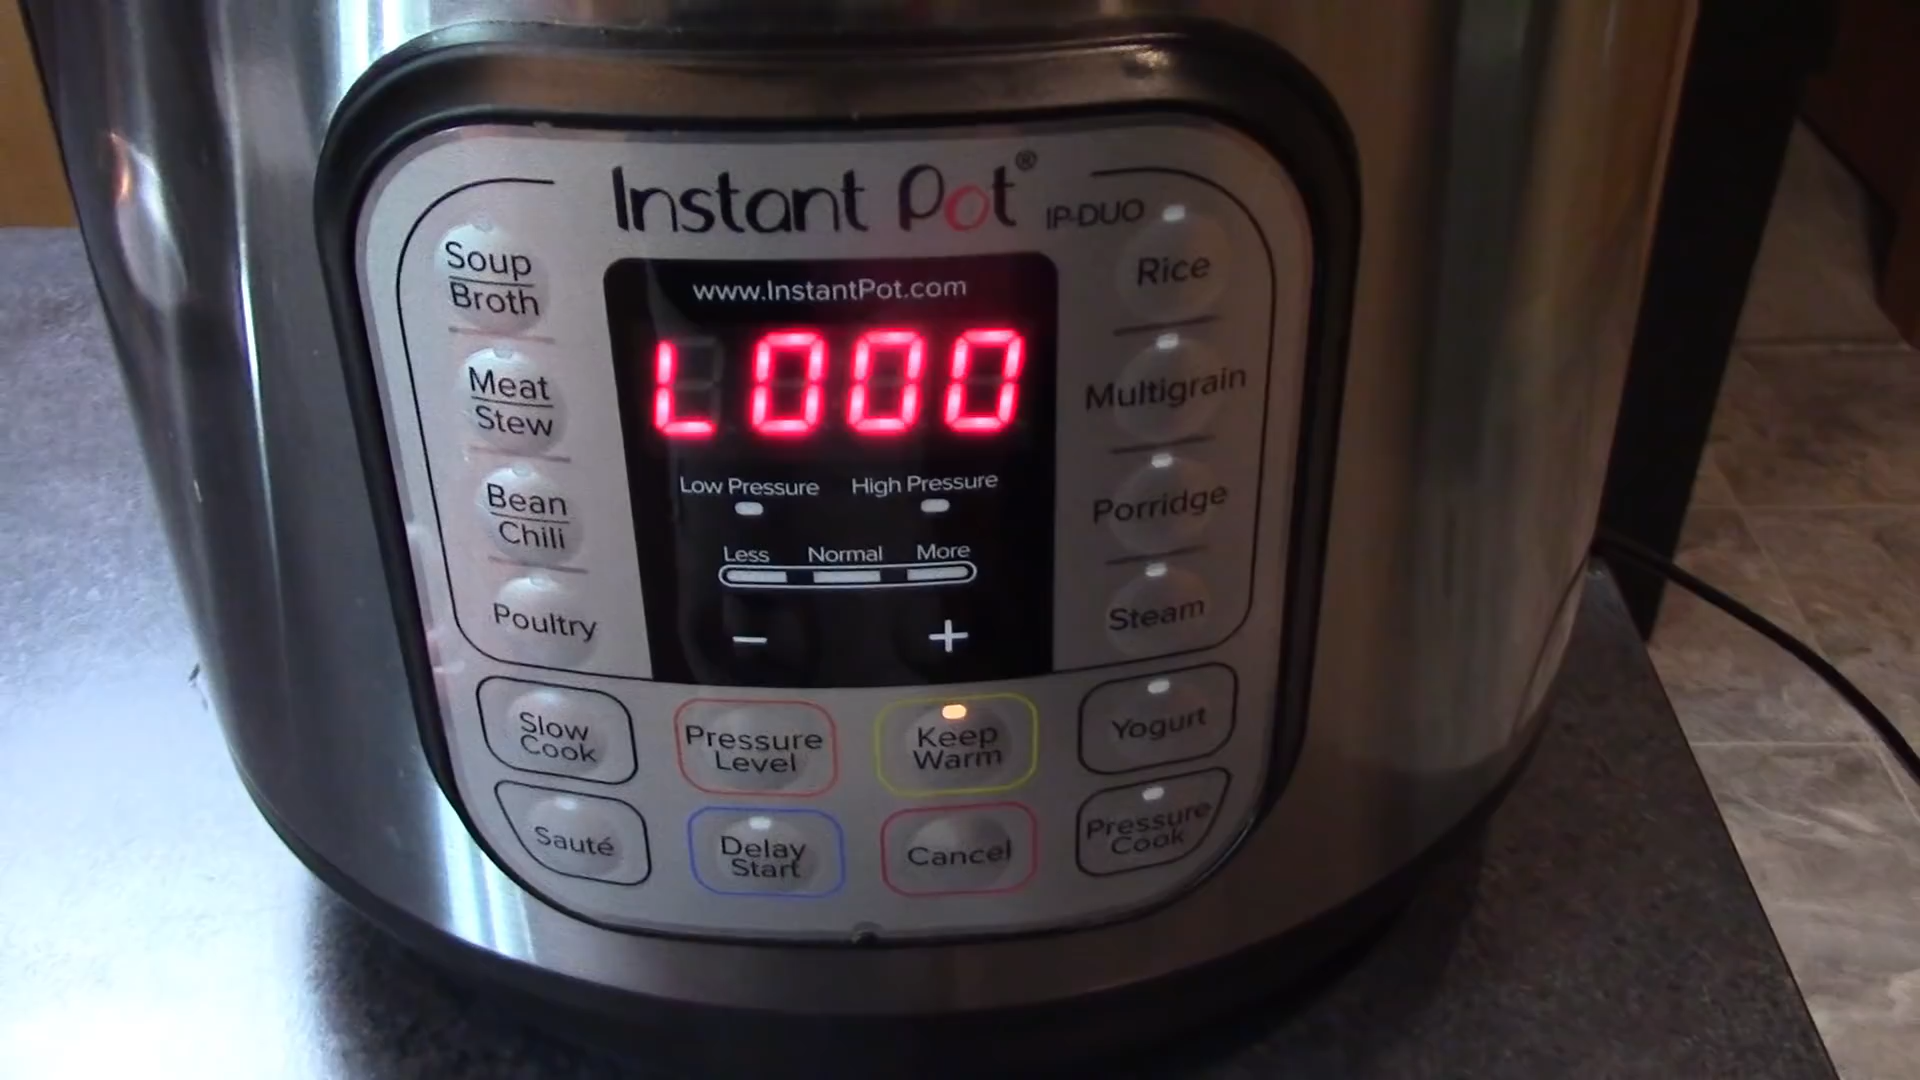 Instant Pot® IP-DUO
www.InstantPot.com
L000
Low Pressure High Pressure
Less Normal More
− +
Soup
Broth
Meat
Stew
Bean
Chili
Poultry
Rice
Multigrain
Porridge
Steam
Slow
Cook
Pressure
Level
Keep
Warm
Yogurt
Sauté
Delay
Start
Cancel
Pressure
Cook